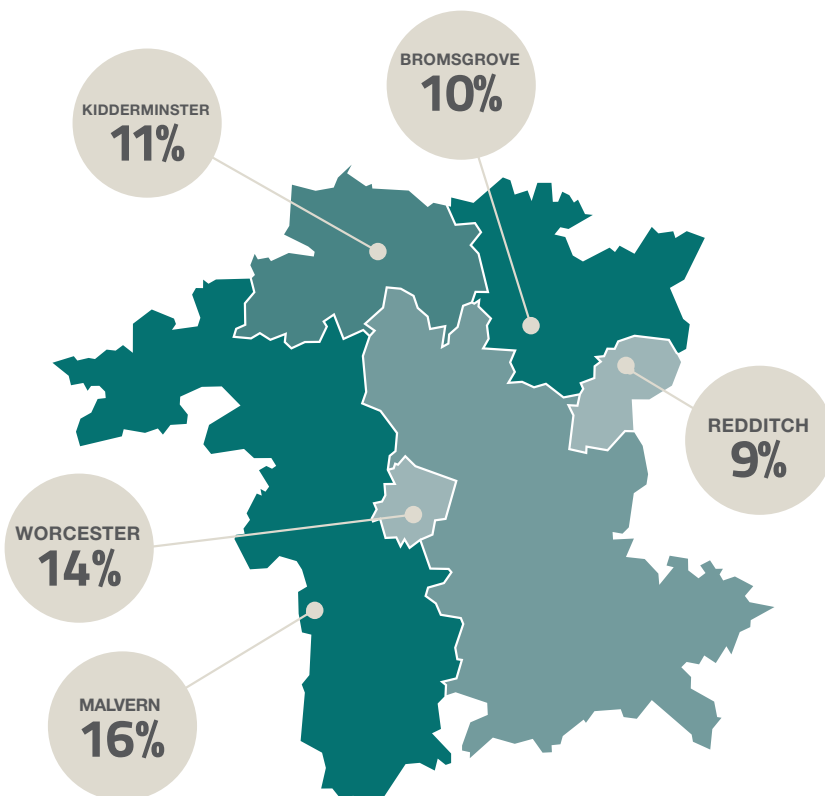 BROMSGROVE
10%
KIDDERMINSTER
11%
REDDITCH
9%
WORCESTER
14%
MALVERN
16%